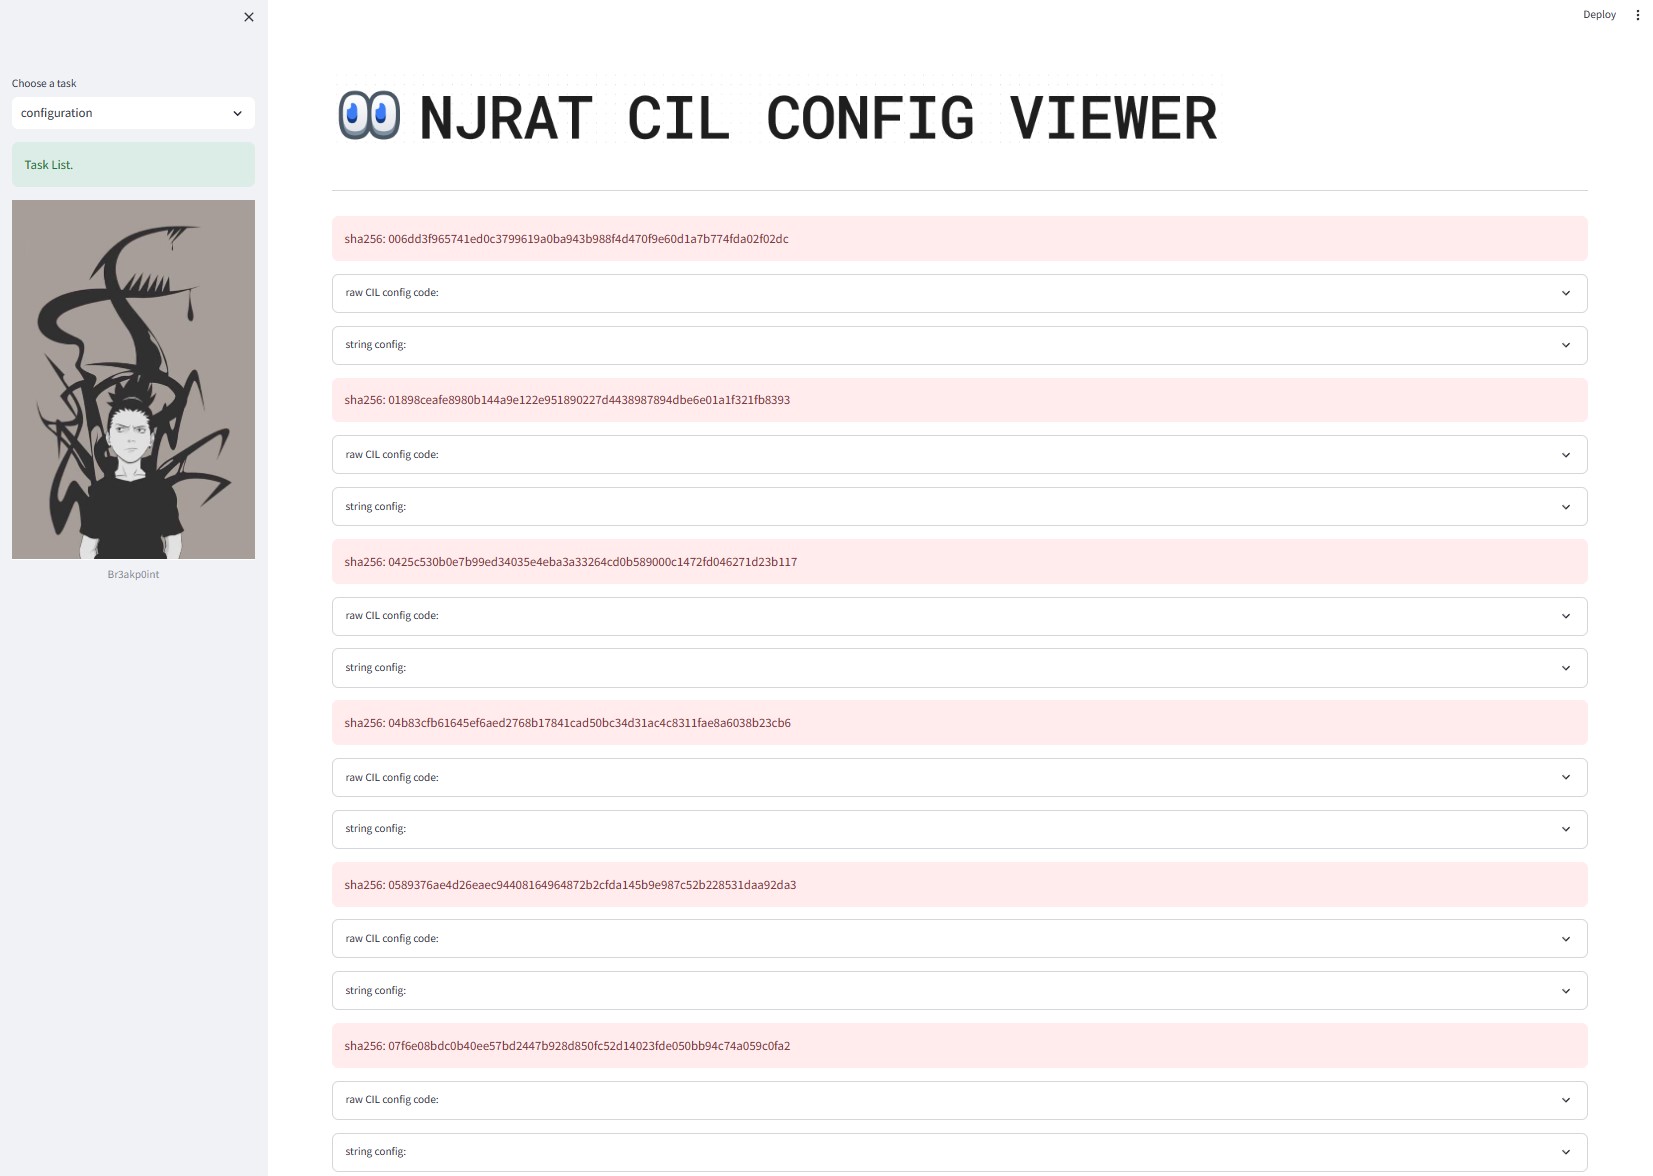 Deploy
Choose a task
configuration
Task List.
Br3akp0int
NJRAT CIL CONFIG VIEWER
sha256: 006dd3f965741ed0c3799619a0ba943b988f4d470f9e60d1a7b774fda02f02dc
raw CIL config code:
string config:
sha256: 01898ceafe8980b144a9e122e951890227d4438987894dbe6e01a1f321fb8393
raw CIL config code:
string config:
sha256: 0425c530b0e7b99ed34035e4eba3a33264cd0b589000c1472fd046271d23b117
raw CIL config code:
string config:
sha256: 04b83cfb61645ef6aed2768b17841cad50bc34d31ac4c8311fae8a6038b23cb6
raw CIL config code:
string config:
sha256: 0589376ae4d26eaec94408164964872b2cfda145b9e987c52b228531daa92da3
raw CIL config code:
string config:
sha256: 07f6e08bdc0b40ee57bd2447b928d850fc52d14023fde050bb94c74a059c0fa2
raw CIL config code:
string config: